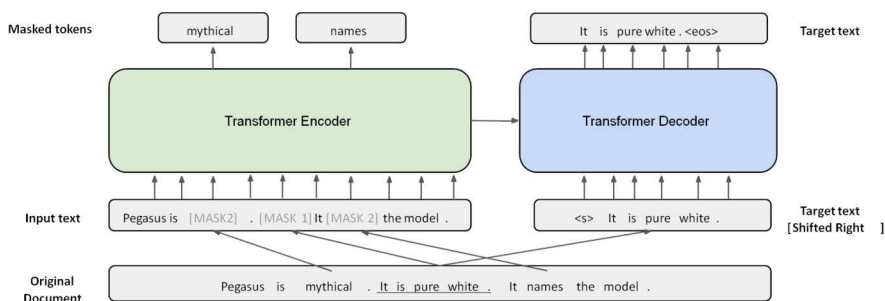 Masked tokens
mythical
names
It is pure white . <eos>
Target text
Transformer Encoder
Transformer Decoder
Input text
Pegasus is [MASK2] . [MASK 1] It [MASK 2] the model .
<s> It is pure white .
Target text
[Shifted Right ]
Original
Document
Pegasus is mythical . It is pure white . It names the model .